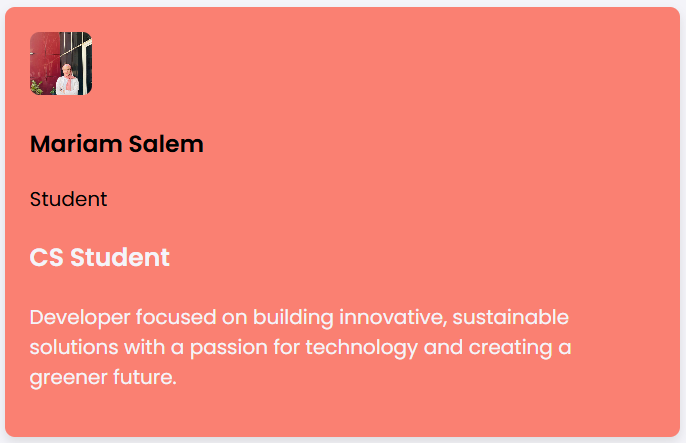 Mariam Salem
Student
CS Student
Developer focused on building innovative, sustainable
solutions with a passion for technology and creating a
greener future.